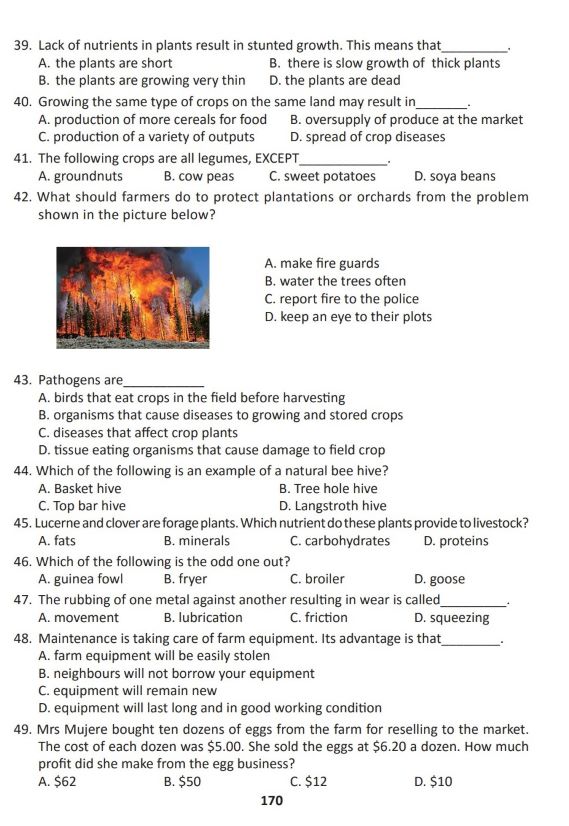 39. Lack of nutrients in plants result in stunted growth. This means that__________.
A. the plants are short B. there is slow growth of thick plants
B. the plants are growing very thin D. the plants are dead
40. Growing the same type of crops on the same land may result in________.
A. production of more cereals for food B. oversupply of produce at the market
C. production of a variety of outputs D. spread of crop diseases
41. The following crops are all legumes, EXCEPT_____________.
A. groundnuts B. cow peas C. sweet potatoes D. soya beans
42. What should farmers do to protect plantations or orchards from the problem
shown in the picture below?
A. make fire guards
B. water the trees often
C. report fire to the police
D. keep an eye to their plots
43. Pathogens are____________
A. birds that eat crops in the field before harvesting
B. organisms that cause diseases to growing and stored crops
C. diseases that affect crop plants
D. tissue eating organisms that cause damage to field crop
44. Which of the following is an example of a natural bee hive?
A. Basket hive B. Tree hole hive
C. Top bar hive D. Langstroth hive
45. Lucerne and clover are forage plants. Which nutrient do these plants provide to livestock?
A. fats B. minerals C. carbohydrates D. proteins
46. Which of the following is the odd one out?
A. guinea fowl B. fryer C. broiler D. goose
47. The rubbing of one metal against another resulting in wear is called__________.
A. movement B. lubrication C. friction D. squeezing
48. Maintenance is taking care of farm equipment. Its advantage is that_________.
A. farm equipment will be easily stolen
B. neighbours will not borrow your equipment
C. equipment will remain new
D. equipment will last long and in good working condition
49. Mrs Mujere bought ten dozens of eggs from the farm for reselling to the market.
The cost of each dozen was $5.00. She sold the eggs at $6.20 a dozen. How much
profit did she make from the egg business?
A. $62 B. $50 C. $12 D. $10
170